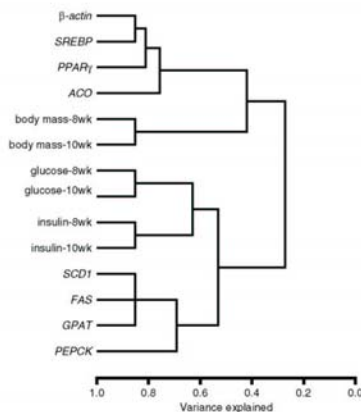 β-actin
SREBP
PPARγ
ACO
body mass-8wk
body mass-10wk
glucose-8wk
glucose-10wk
insulin-8wk
insulin-10wk
SCD1
FAS
GPAT
PEPCK
1.0 0.8 0.6 0.4 0.2 0.0
Variance explained